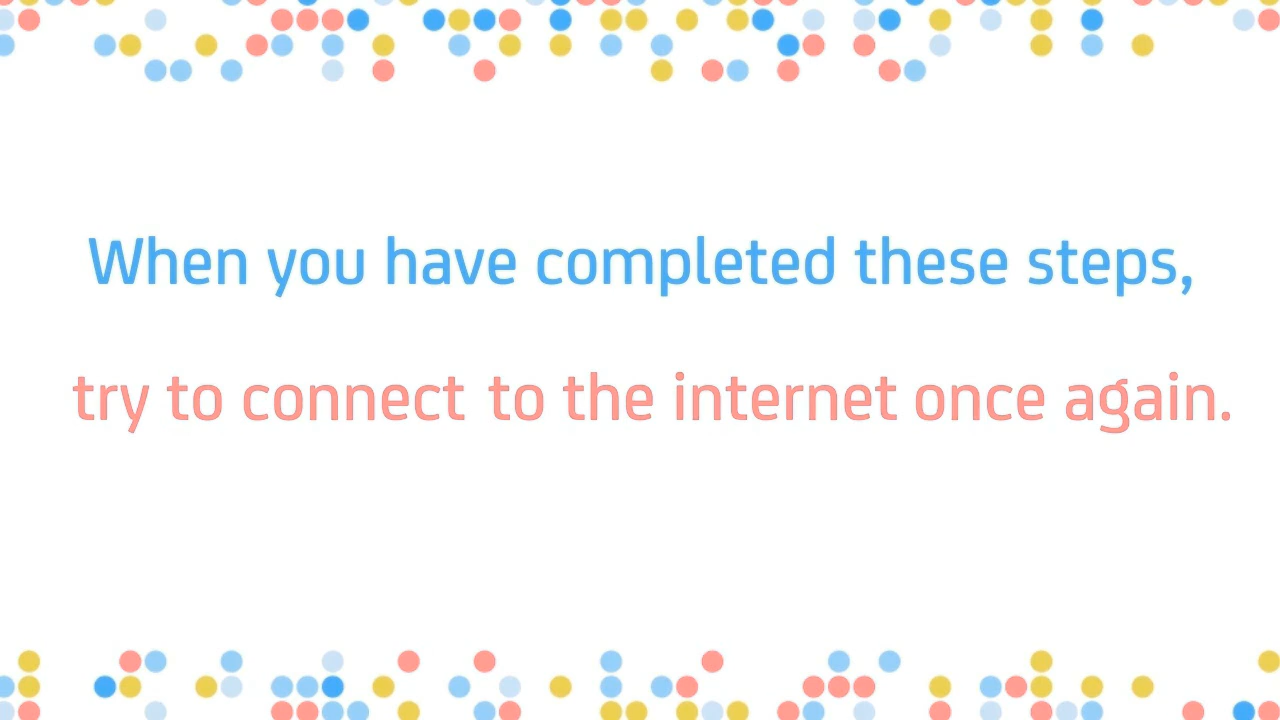 When you have completed these steps,
try to connect to the internet once again.